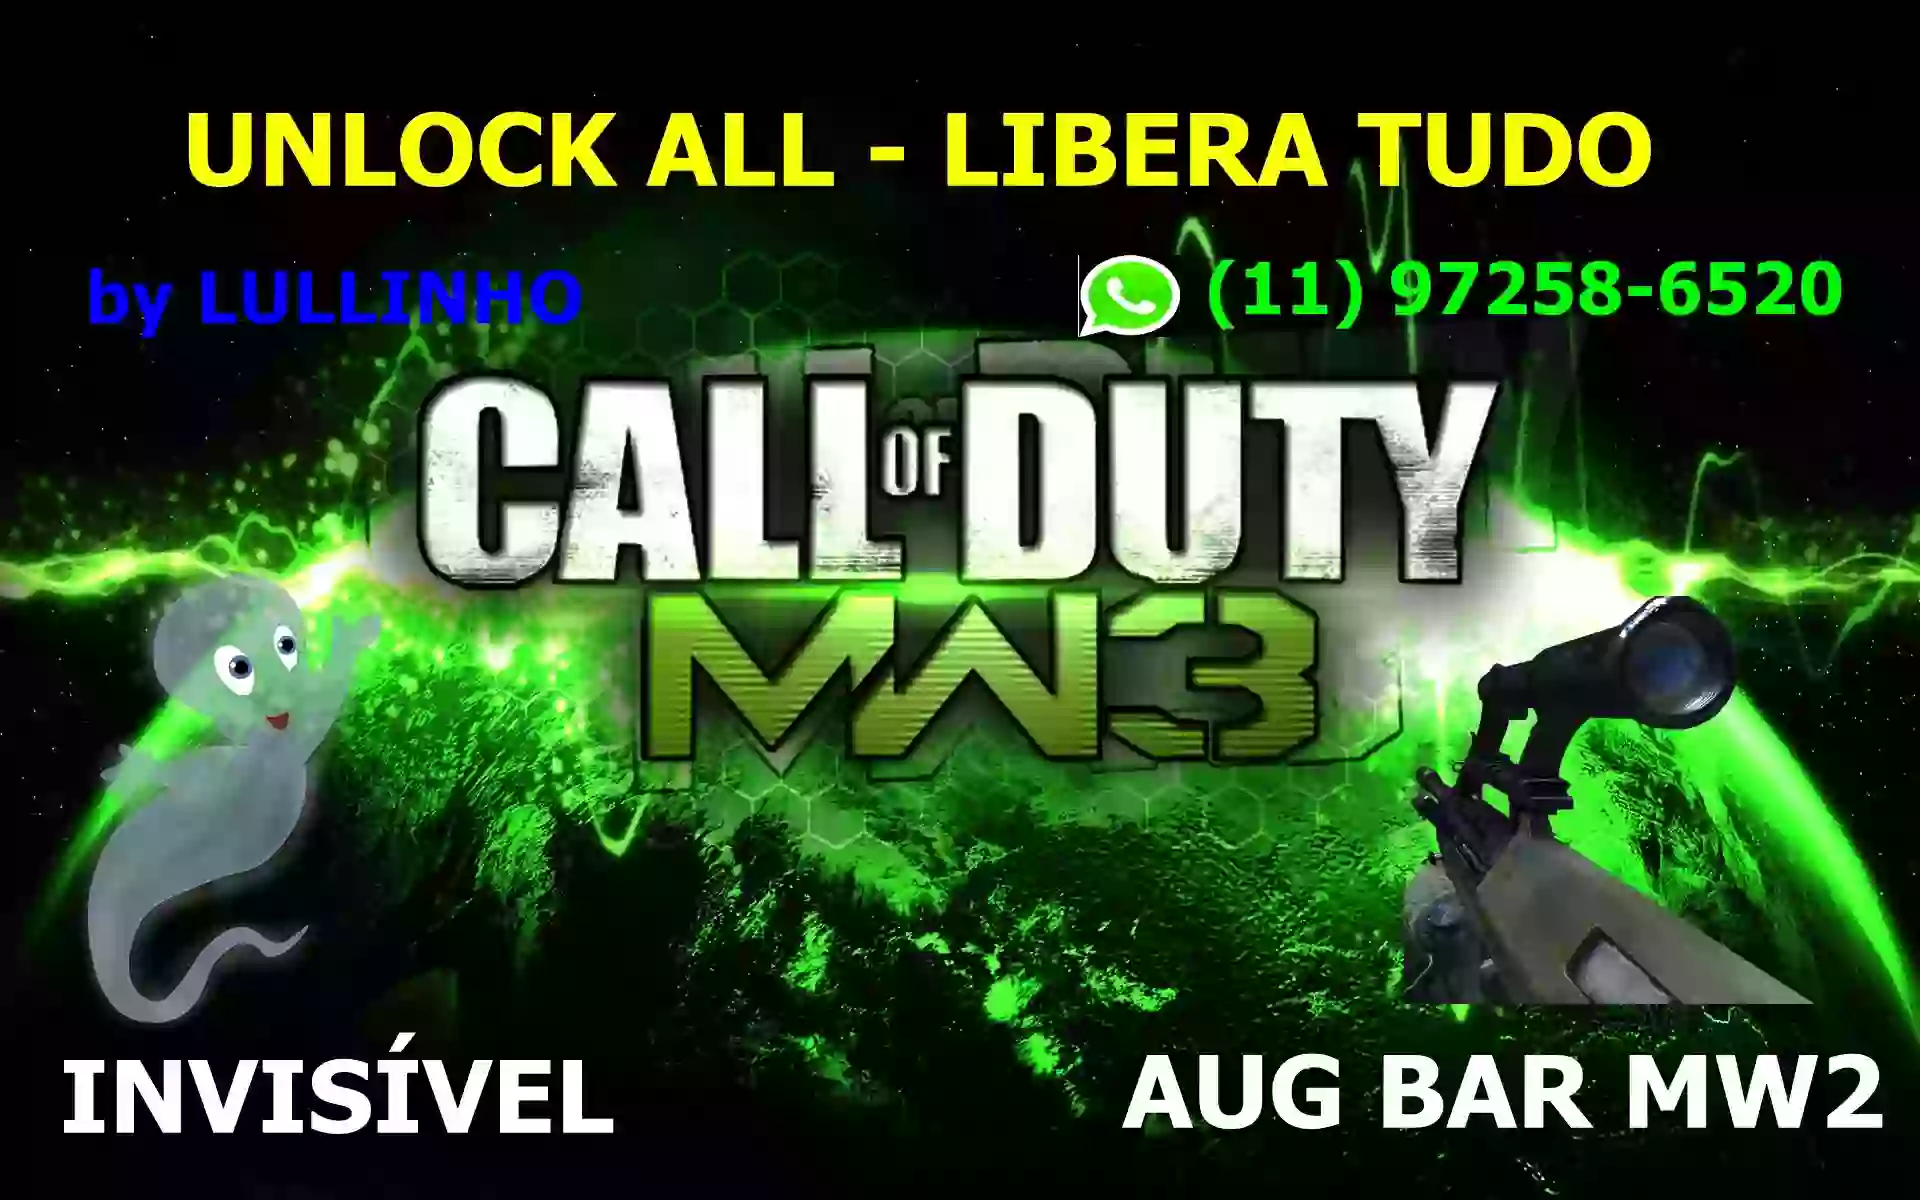 UNLOCK ALL - LIBERA TUDO
by LULLINHO
(11) 97258-6520
CALL OF DUTY
MW3
INVISÍVEL
AUG BAR MW2